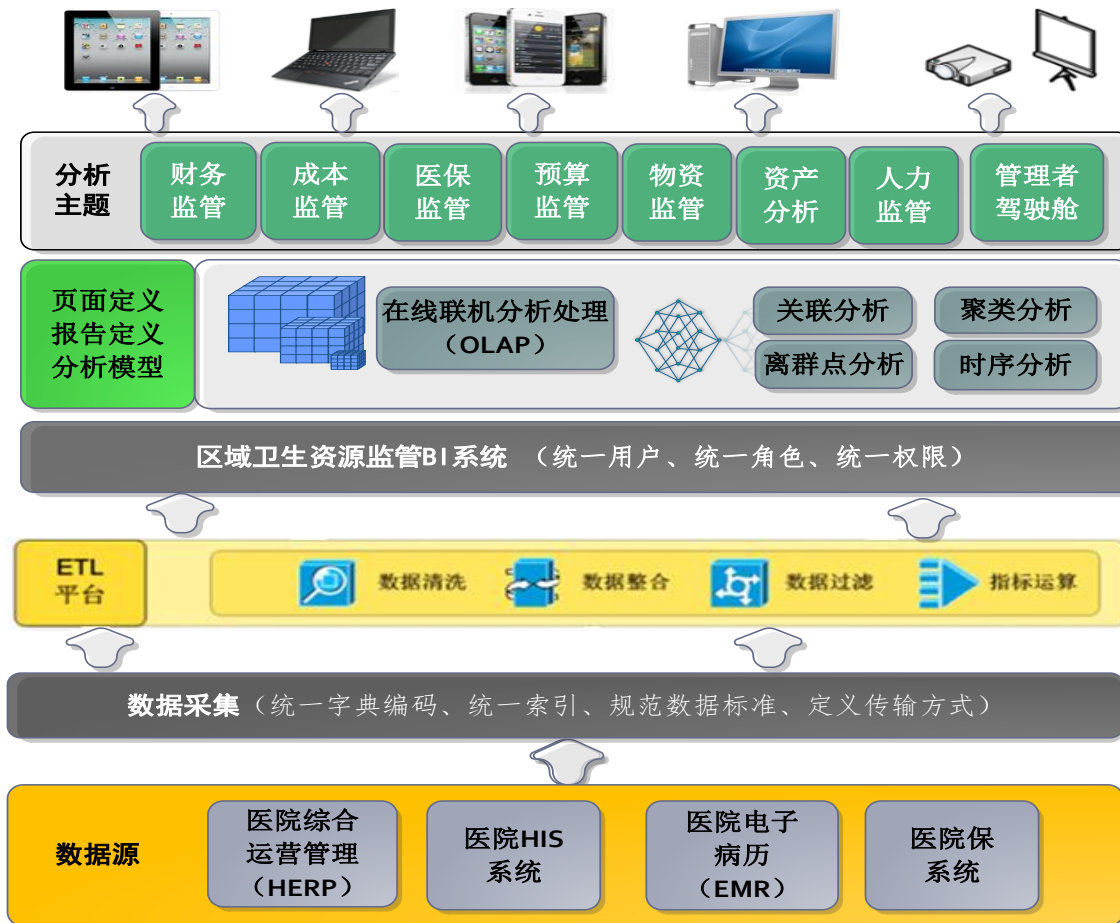 分析
主题
财务
监管
成本
监管
医保
监管
预算
监管
物资
监管
资产
分析
人力
监管
管理者
驾驶舱
页面定义
报告定义
分析模型
在线联机分析处理
（OLAP）
关联分析
聚类分析
离群点分析
时序分析
区域卫生资源监管BI系统 （统一用户、统一角色、统一权限）
ETL
平台
数据清洗
数据整合
数据过滤
指标运算
数据采集（统一字典编码、统一索引、规范数据标准、定义传输方式）
数据源
医院综合
运营管理
（HERP）
医院HIS
系统
医院电子
病历
（EMR）
医院保
系统